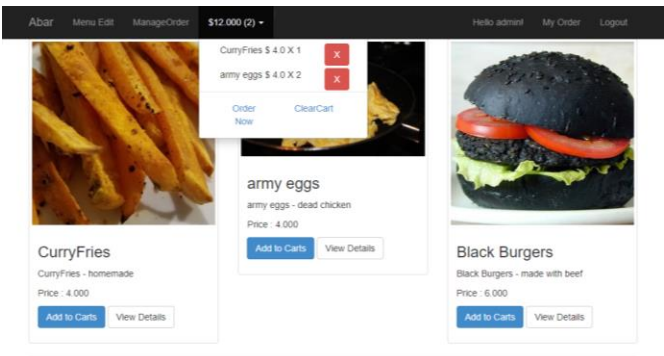 Abar Menu Edit ManageOrder $12.000 (2) Hello admin! My Order Logout
CurryFries $ 4.0 X 1 X
army eggs $ 4.0 X 2 X
Order Now ClearCart
CurryFries
CurryFries - homemade
Price : 4.000
Add to Carts View Details
army eggs
army eggs - dead chicken
Price : 4.000
Add to Carts View Details
Black Burgers
Black Burgers - made with beef
Price : 6.000
Add to Carts View Details